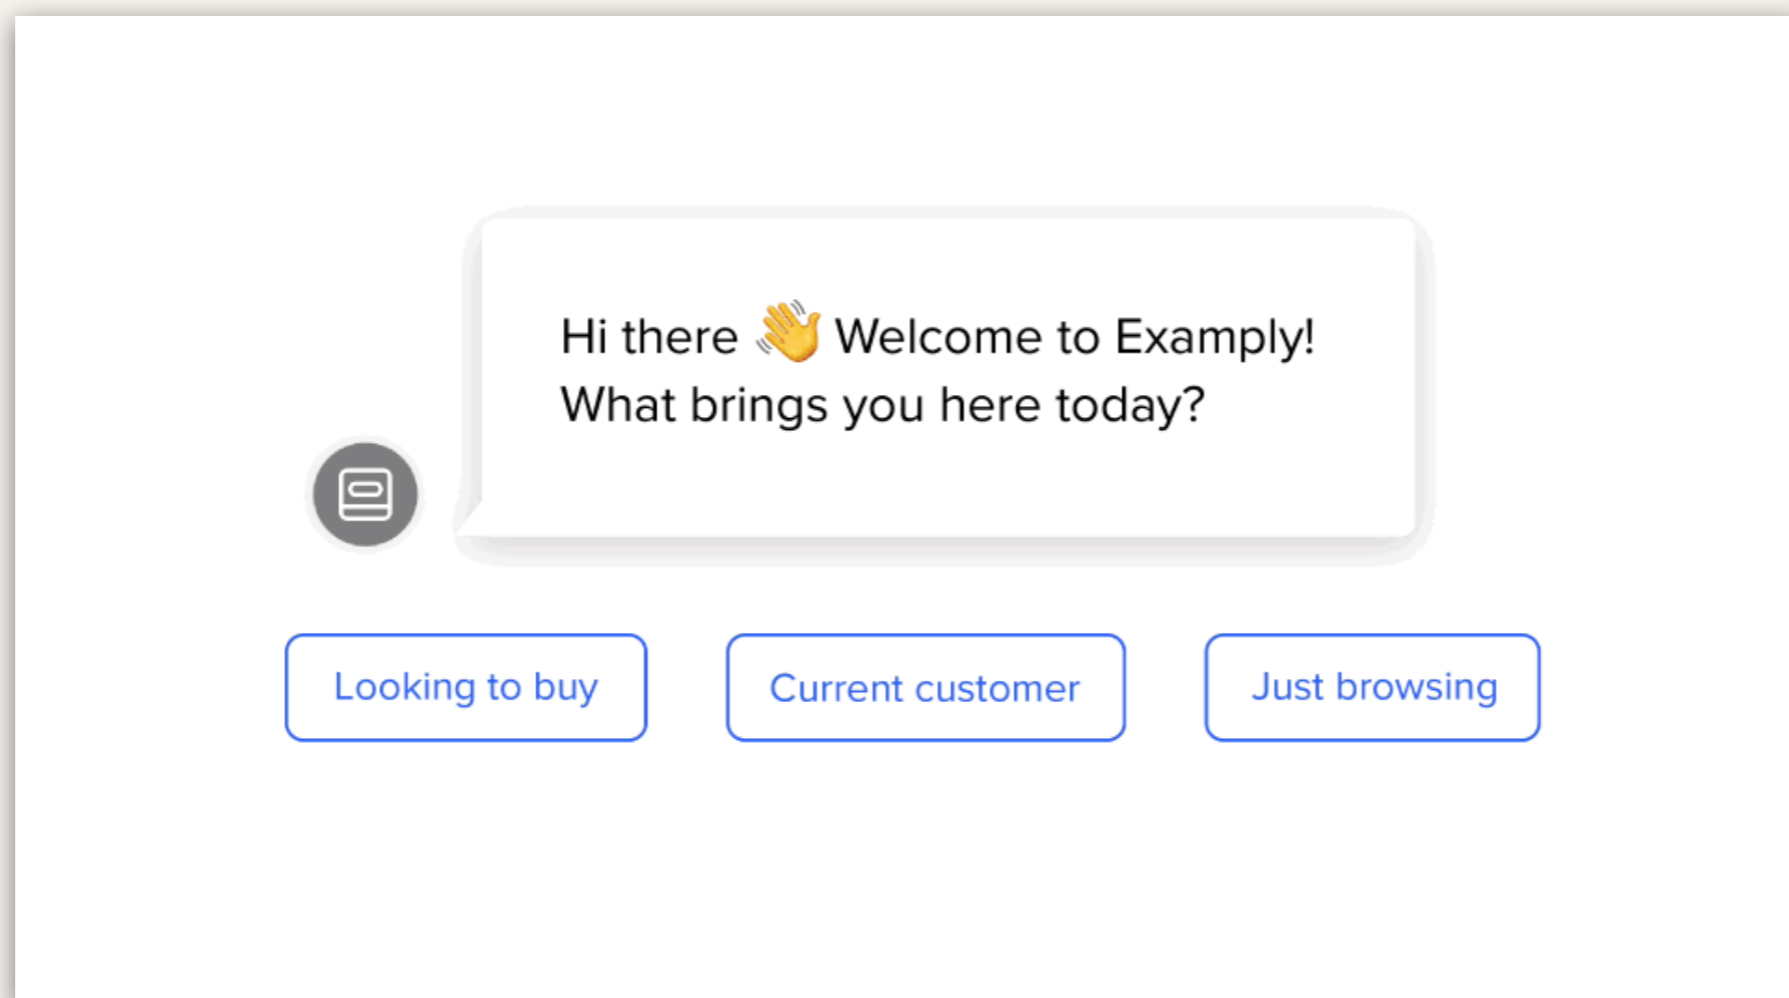 Hi there 👋 Welcome to Examply!
What brings you here today?
Looking to buy
Current customer
Just browsing